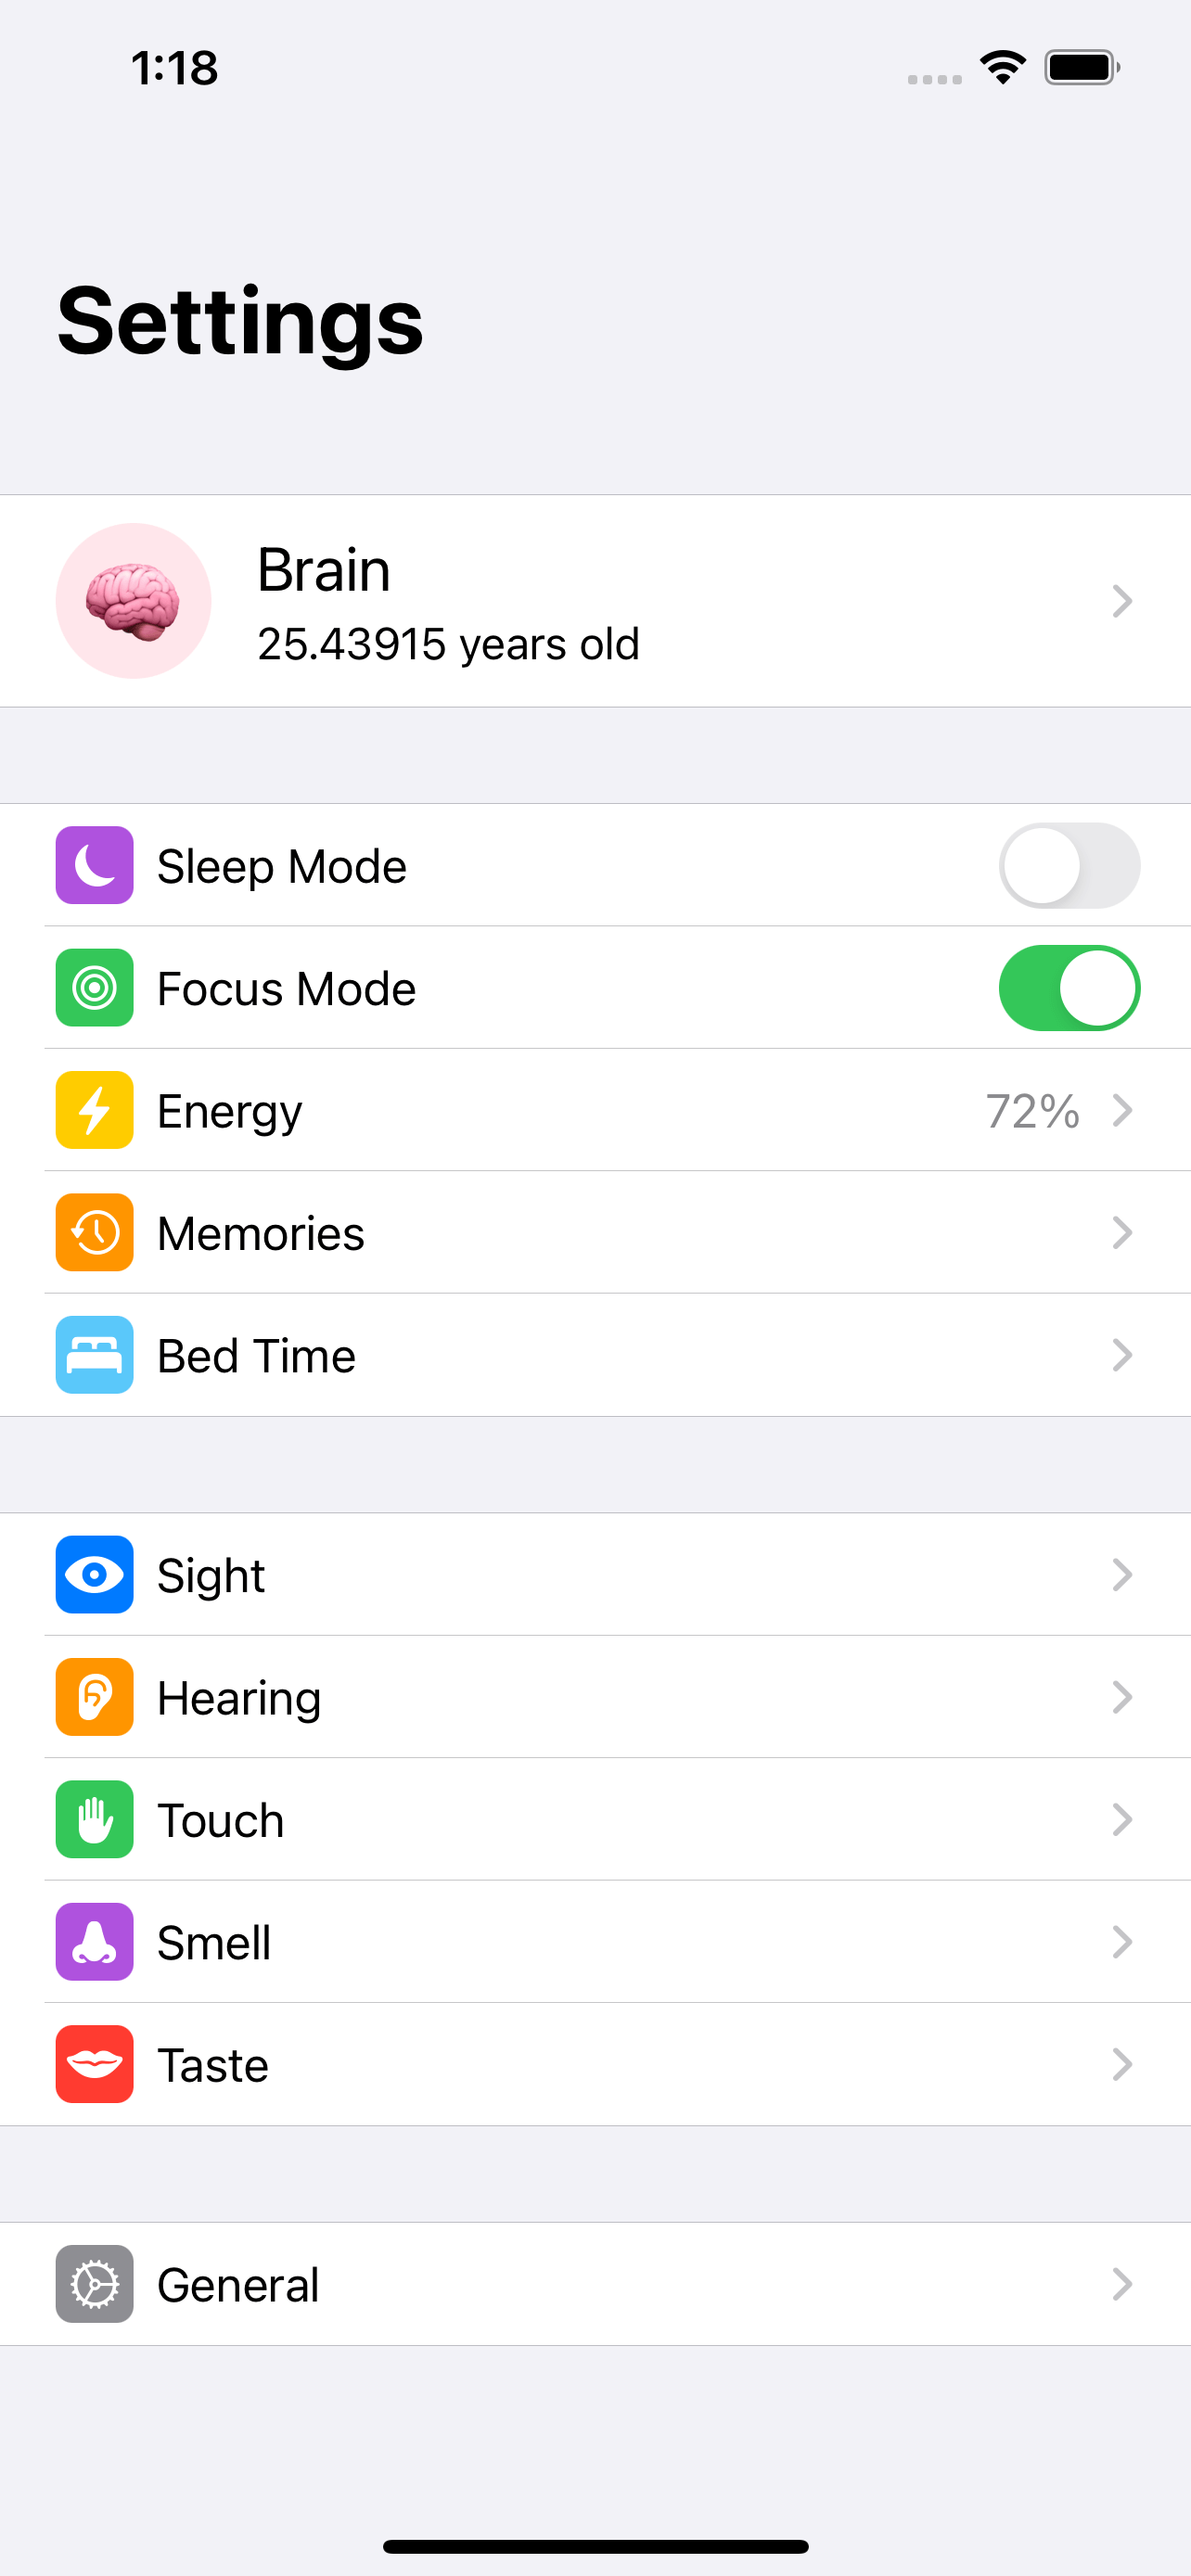 1:18
Settings
Brain
25.43915 years old
Sleep Mode
Focus Mode
Energy 72%
Memories
Bed Time
Sight
Hearing
Touch
Smell
Taste
General